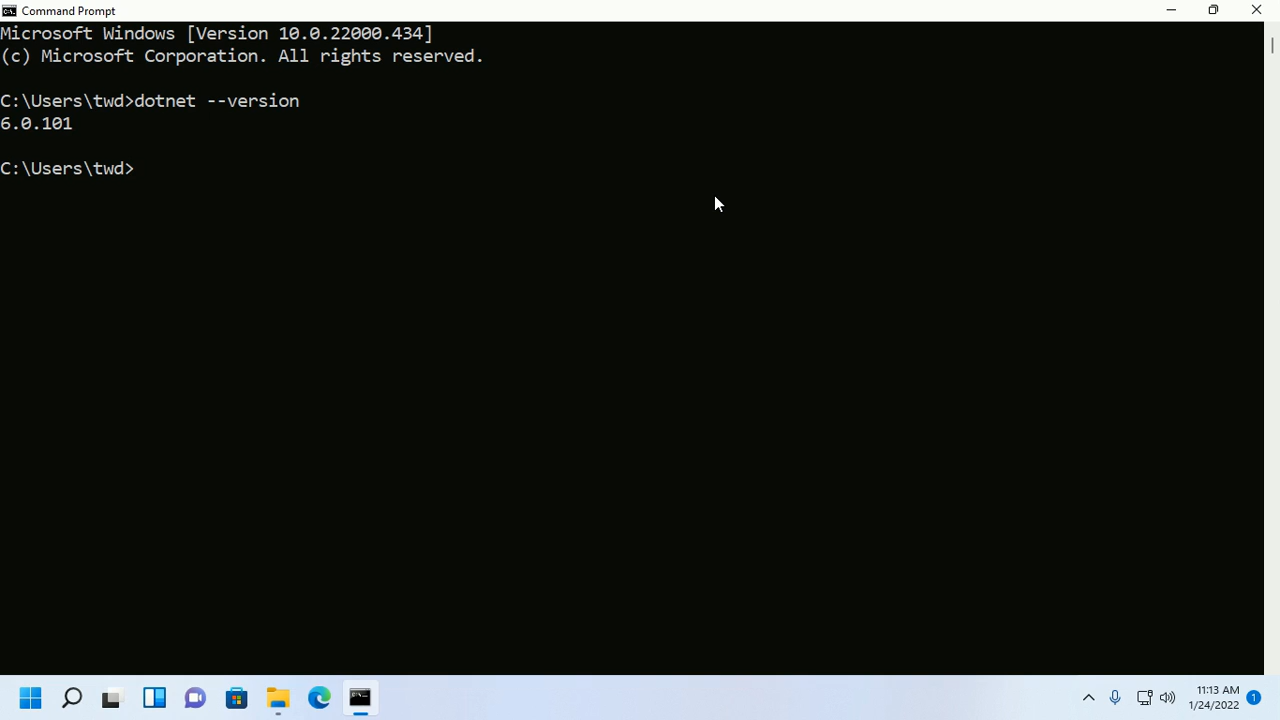 Command Prompt
Microsoft Windows [Version 10.0.22000.434]
(c) Microsoft Corporation. All rights reserved.
C:\Users\twd>dotnet --version
6.0.101
C:\Users\twd>
11:13 AM
1/24/2022
1